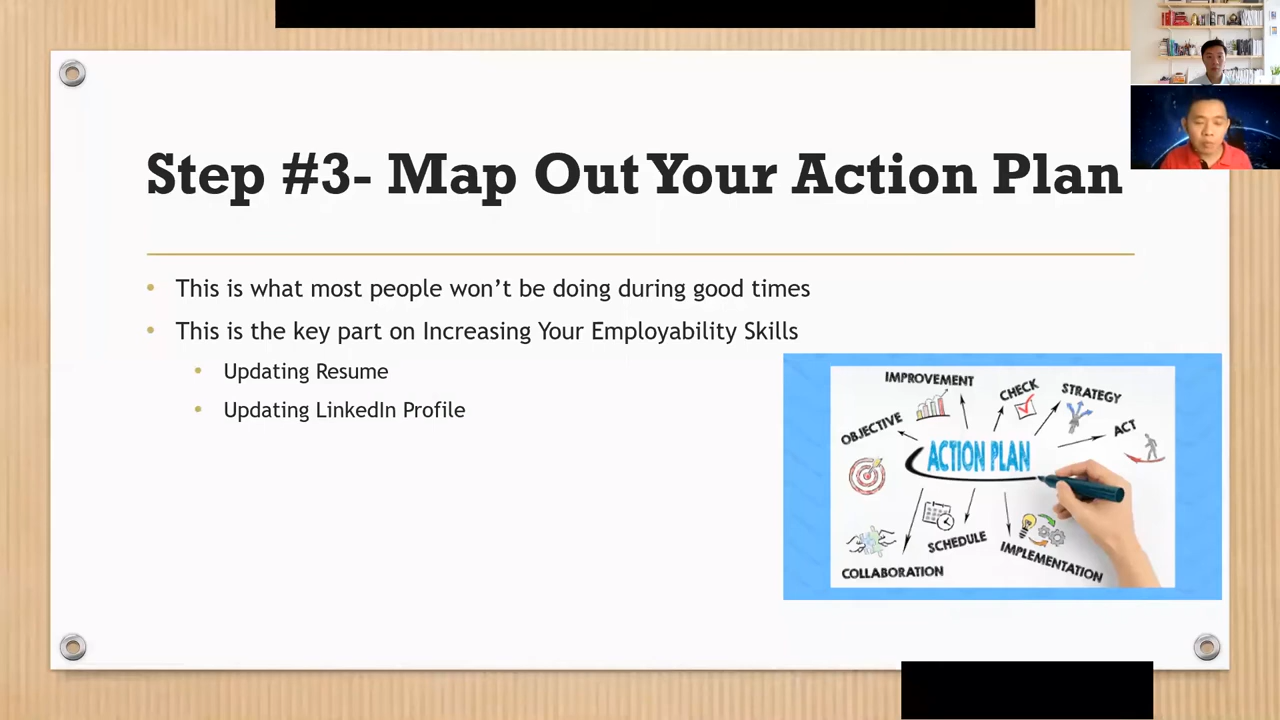 Step #3- Map Out Your Action Plan
This is what most people won't be doing during good times
This is the key part on Increasing Your Employability Skills
Updating Resume
Updating LinkedIn Profile
IMPROVEMENT
CHECK
STRATEGY
OBJECTIVE
ACT
ACTION PLAN
SCHEDULE
IMPLEMENTATION
COLLABORATION